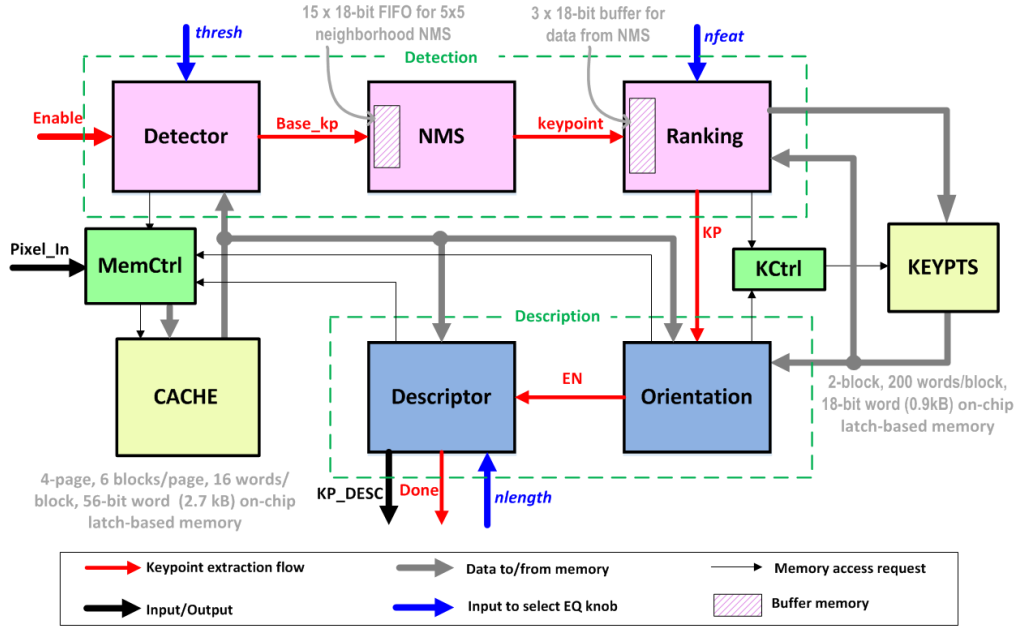 thresh
15 x 18-bit FIFO for 5x5
neighborhood NMS
3 x 18-bit buffer for
data from NMS
nfeat
Detection
Enable
Detector
Base_kp
NMS
keypoint
Ranking
Pixel_In
MemCtrl
KP
KCtrl
KEYPTS
Description
CACHE
Descriptor
EN
Orientation
2-block, 200 words/block,
18-bit word (0.9kB) on-chip
latch-based memory
4-page, 6 blocks/page, 16 words/
block, 56-bit word (2.7 kB) on-chip
latch-based memory
KP_DESC
Done
nlength
Keypoint extraction flow
Data to/from memory
Memory access request
Input/Output
Input to select EQ knob
Buffer memory